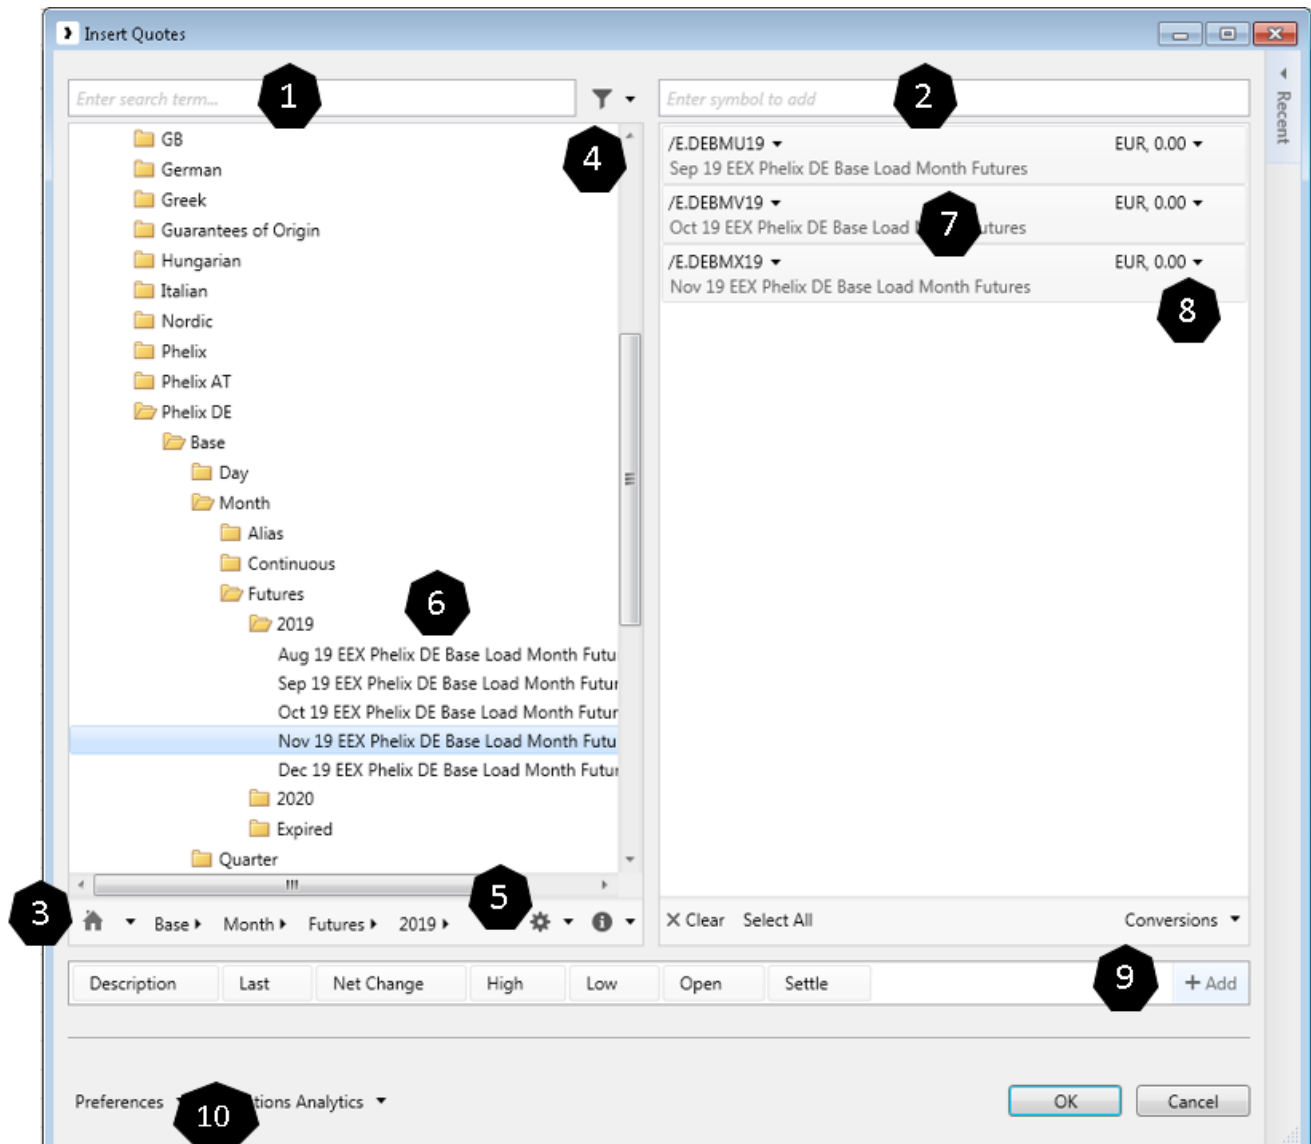 Insert Quotes
Recent
Enter search term... 1
Enter symbol to add 2
4
GB
German
Greek
Guarantees of Origin
Hungarian
Italian
Nordic
Phelix
Phelix AT
Phelix DE
Base
Day
Month
Alias
Continuous
Futures
6
2019
Aug 19 EEX Phelix DE Base Load Month Futu
Sep 19 EEX Phelix DE Base Load Month Futur
Oct 19 EEX Phelix DE Base Load Month Futur
Nov 19 EEX Phelix DE Base Load Month Futu
Dec 19 EEX Phelix DE Base Load Month Futur
2020
Expired
Quarter
3
5
Base Month Futures 2019
/E.DEBMU19 EUR, 0.00
Sep 19 EEX Phelix DE Base Load Month Futures
/E.DEBMV19 EUR, 0.00
7
Oct 19 EEX Phelix DE Base Load utures
/E.DEBMX19 EUR, 0.00
Nov 19 EEX Phelix DE Base Load Month Futures
8
Clear Select All Conversions
9
Description Last Net Change High Low Open Settle + Add
Preferences 10 tions Analytics
OK Cancel